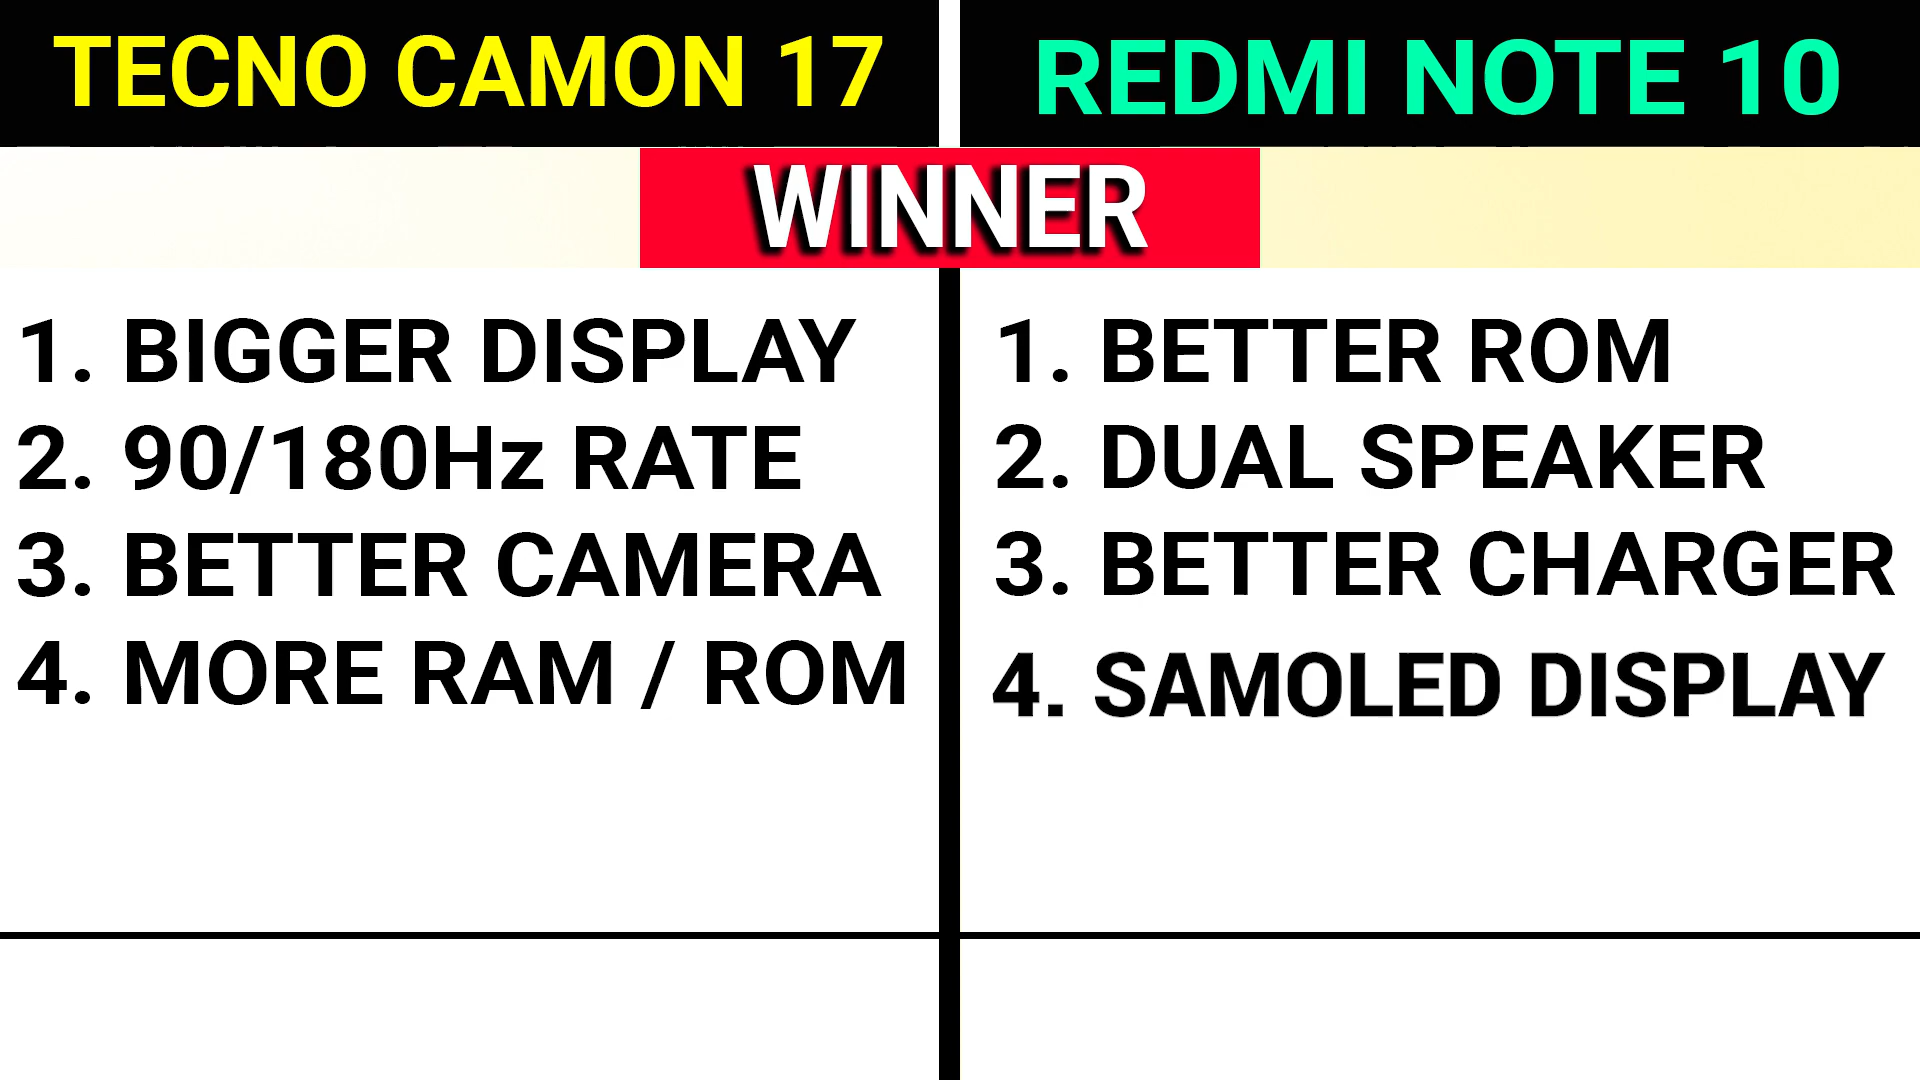 TECNO CAMON 17
REDMI NOTE 10
WINNER
1. BIGGER DISPLAY
2. 90/180Hz RATE
3. BETTER CAMERA
4. MORE RAM / ROM
1. BETTER ROM
2. DUAL SPEAKER
3. BETTER CHARGER
4. SAMOLED DISPLAY